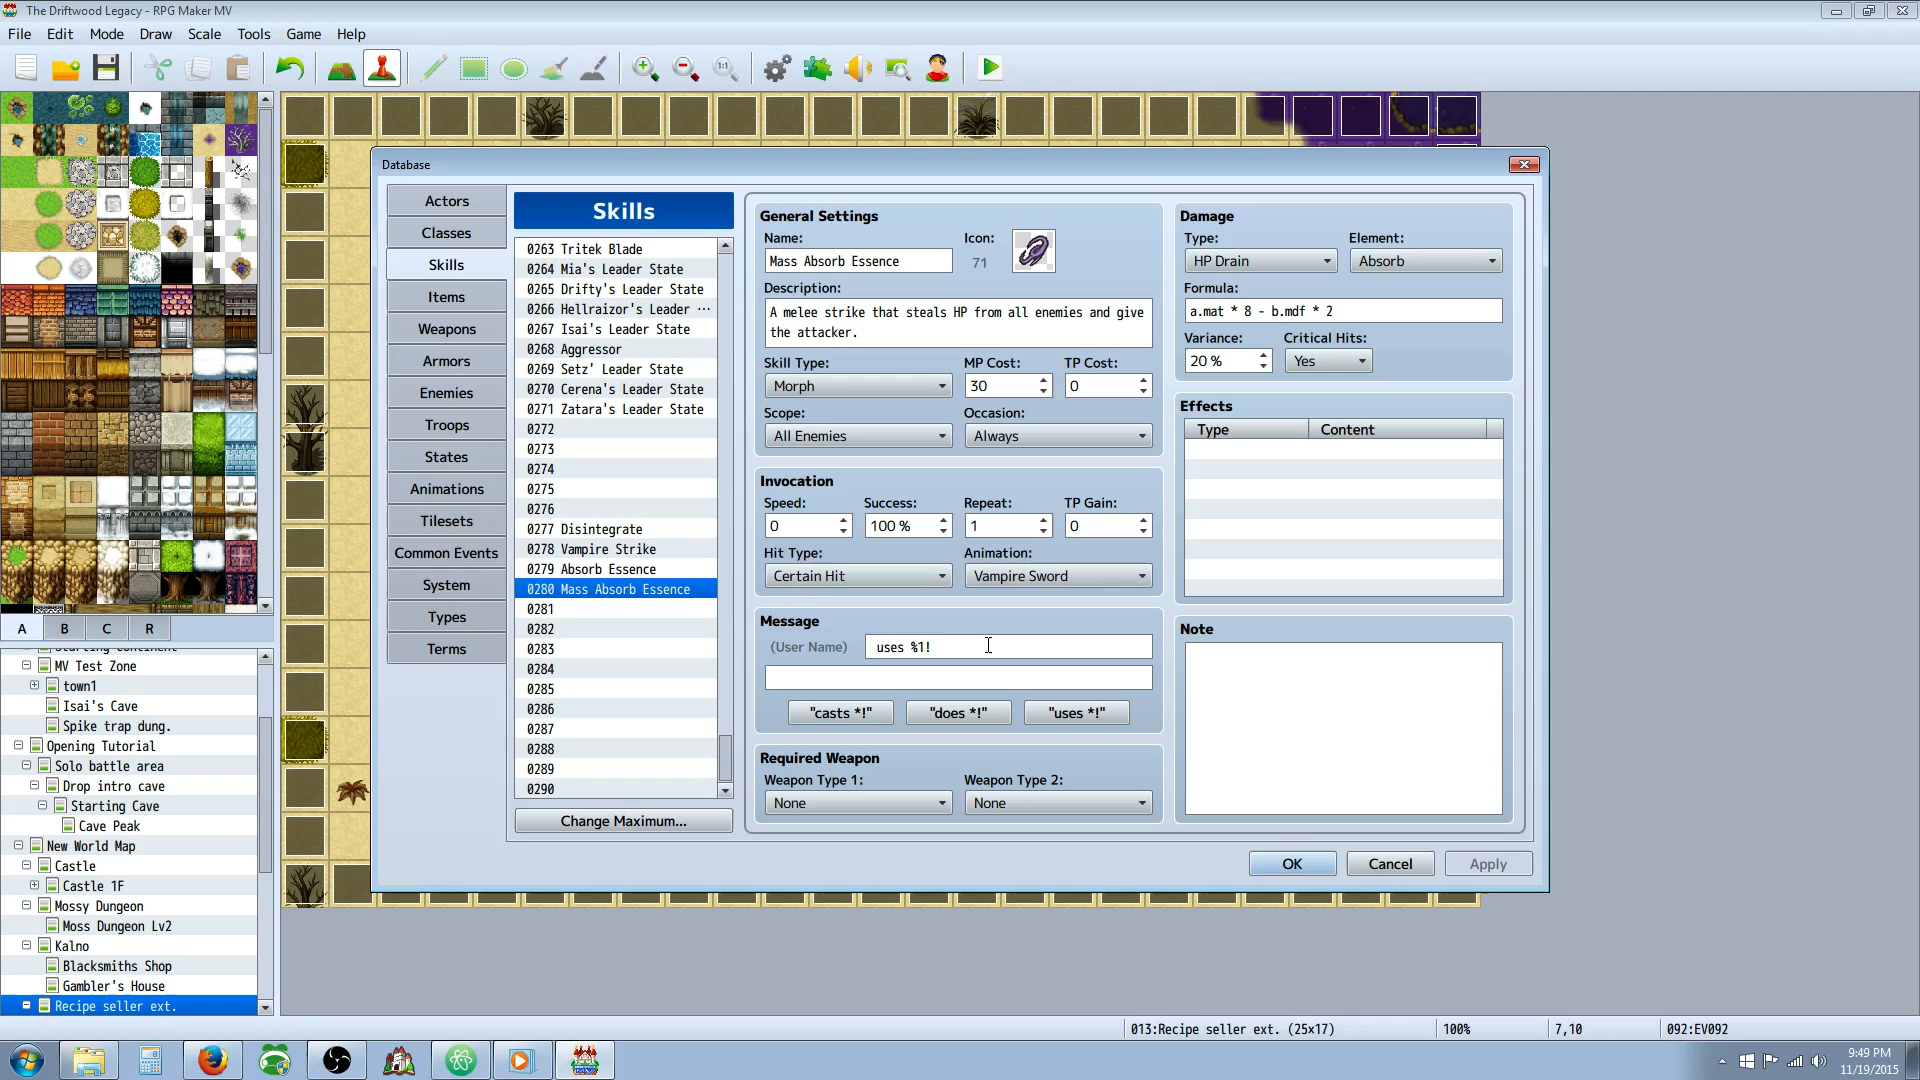 The Driftwood Legacy - RPG Maker MV
File Edit Mode Draw Scale Tools Game Help
1:1
A B C R
MV Test Zone
town1
Isai's Cave
Spike trap dung.
Opening Tutorial
Solo battle area
Drop intro cave
Starting Cave
Cave Peak
New World Map
Castle
Castle 1F
Mossy Dungeon
Moss Dungeon Lv2
Kalno
Blacksmiths Shop
Gambler's House
Recipe seller ext.
Database
Actors
Classes
Skills
Items
Weapons
Armors
Enemies
Troops
States
Animations
Tilesets
Common Events
System
Types
Terms
Skills
0263 Tritek Blade
0264 Mia's Leader State
0265 Drifty's Leader State
0266 Hellraizor's Leader ...
0267 Isai's Leader State
0268 Aggressor
0269 Setz' Leader State
0270 Cerena's Leader State
0271 Zatara's Leader State
0272
0273
0274
0275
0276
0277 Disintegrate
0278 Vampire Strike
0279 Absorb Essence
0280 Mass Absorb Essence
0281
0282
0283
0284
0285
0286
0287
0288
0289
0290
Change Maximum...
General Settings
Name: Icon:
Mass Absorb Essence 71
Description:
A melee strike that steals HP from all enemies and give
the attacker.
Skill Type: MP Cost: TP Cost:
Morph 30 0
Scope: Occasion:
All Enemies Always
Invocation
Speed: Success: Repeat: TP Gain:
0 100 % 1 0
Hit Type: Animation:
Certain Hit Vampire Sword
Message
(User Name) uses %1!
"casts *!" "does *!" "uses *!"
Required Weapon
Weapon Type 1: Weapon Type 2:
None None
Damage
Type: Element:
HP Drain Absorb
Formula:
a.mat * 8 - b.mdf * 2
Variance: Critical Hits:
20 % Yes
Effects
Type Content
Note
OK Cancel Apply
013:Recipe seller ext. (25x17) 100% 7,10 092:EV092
9:49 PM
11/19/2015